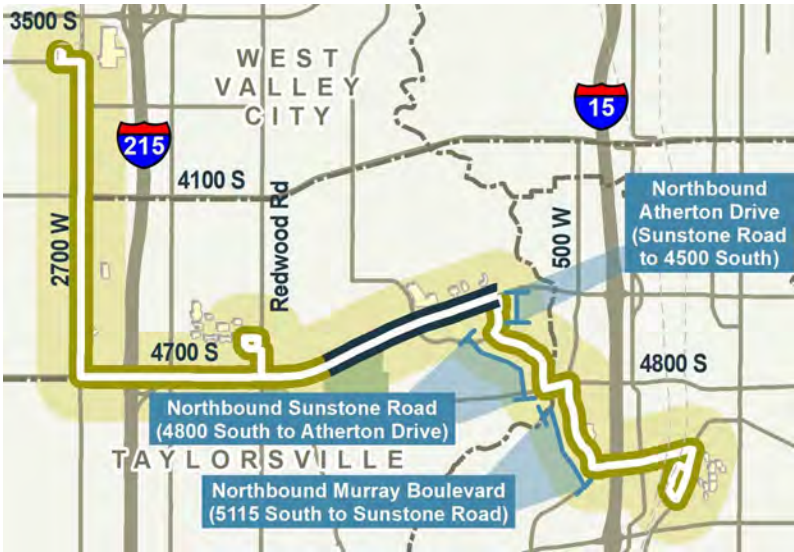 3500 S
WEST
VALLEY
CITY
215
15
4100 S
2700 W
Redwood Rd
500 W
Northbound
Atherton Drive
(Sunstone Road
to 4500 South)
4700 S
4800 S
Northbound Sunstone Road
(4800 South to Atherton Drive)
TAYLORSVILLE
Northbound Murray Boulevard
(5115 South to Sunstone Road)